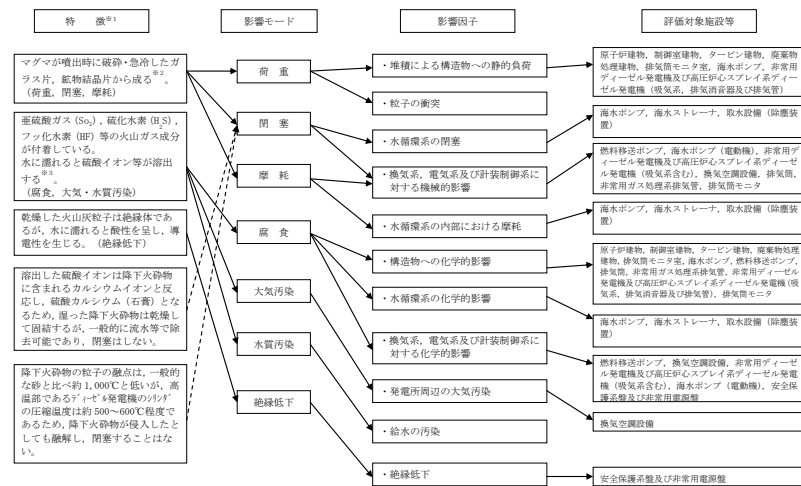 特　徴※1
影響モード
影響因子
評価対象施設等
マグマが噴出時に破砕・急冷したガ
ラス片，鉱物結晶片から成る※2。
（荷重，閉塞，摩耗）
亜硫酸ガス（So₂），硫化水素（H₂S），
フッ化水素（HF）等の火山ガス成分
が付着している。
水に濡れると硫酸イオン等が溶出
する※3。
（腐食，大気・水質汚染）
乾燥した火山灰粒子は絶縁体であ
るが，水に濡れると酸性を呈し，導
電性を生じる。（絶縁低下）
溶出した硫酸イオンは降下火砕物
に含まれるカルシウムイオンと反
応し，硫酸カルシウム（石膏）とな
るため，湿った降下火砕物は乾燥し
て固結するが，一般的に流水等で除
去可能であり，閉塞はしない。
降下火砕物の粒子の融点は，一般的
な砂と比べ約1,000℃と低いが，高
温部であるディーゼル発電機のシリンダ
の圧縮温度は約500～600℃程度で
あるため，降下火砕物が侵入したと
しても融解し，閉塞することはな
い。
荷　重
閉　塞
摩　耗
腐　食
大気汚染
水質汚染
絶縁低下
・堆積による構造物への静的負荷
・粒子の衝突
・水循環系の閉塞
・換気系，電気系及び計装制御系に
対する機械的影響
・水循環系の内部における摩耗
・構造物への化学的影響
・水循環系の化学的影響
・換気系，電気系及び計装制御系に
対する化学的影響
・発電所周辺の大気汚染
・給水の汚染
・絶縁低下
原子炉建物，制御室建物，タービン建物，廃棄物
処理建物，排気筒モニタ室，海水ポンプ，非常用
ディーゼル発電機及び高圧炉心スプレイ系ディー
ゼル発電機（吸気系，排気消音器及び排気管）
海水ポンプ，海水ストレーナ，取水設備（除塵装
置）
燃料移送ポンプ，海水ポンプ（電動機），非常用デ
ィーゼル発電機及び高圧炉心スプレイ系ディーゼ
ル発電機（吸気系含む），換気空調設備，排気筒，
非常用ガス処理系排気管，排気筒モニタ
海水ポンプ，海水ストレーナ，取水設備（除塵装
置）
原子炉建物，制御室建物，タービン建物，廃棄物処理
建物，排気筒モニタ室，海水ポンプ，燃料移送ポンプ，
排気筒，非常用ガス処理系排気管，非常用ディーゼル
発電機及び高圧炉心スプレイ系ディーゼル発電機（吸
気系，排気消音器及び排気管），排気筒モニタ
海水ポンプ，海水ストレーナ，取水設備（除塵装
置）
燃料移送ポンプ，換気空調設備，非常用ディーゼ
ル発電機及び高圧炉心スプレイ系ディーゼル発電
機（吸気系含む），海水ポンプ（電動機），安全保
護系盤及び非常用電源盤
換気空調設備
安全保護系盤及び非常用電源盤